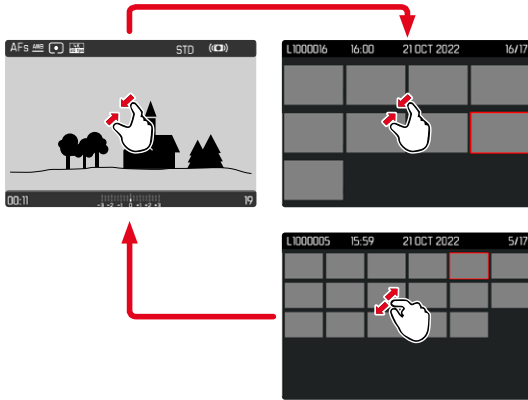 AFs AWB STD
L1000016 16:00 21 OCT 2022 16/17
00:11 -3 -2 -1 0 +1 +2 +3 19
L1000005 15:59 21 OCT 2022 5/17